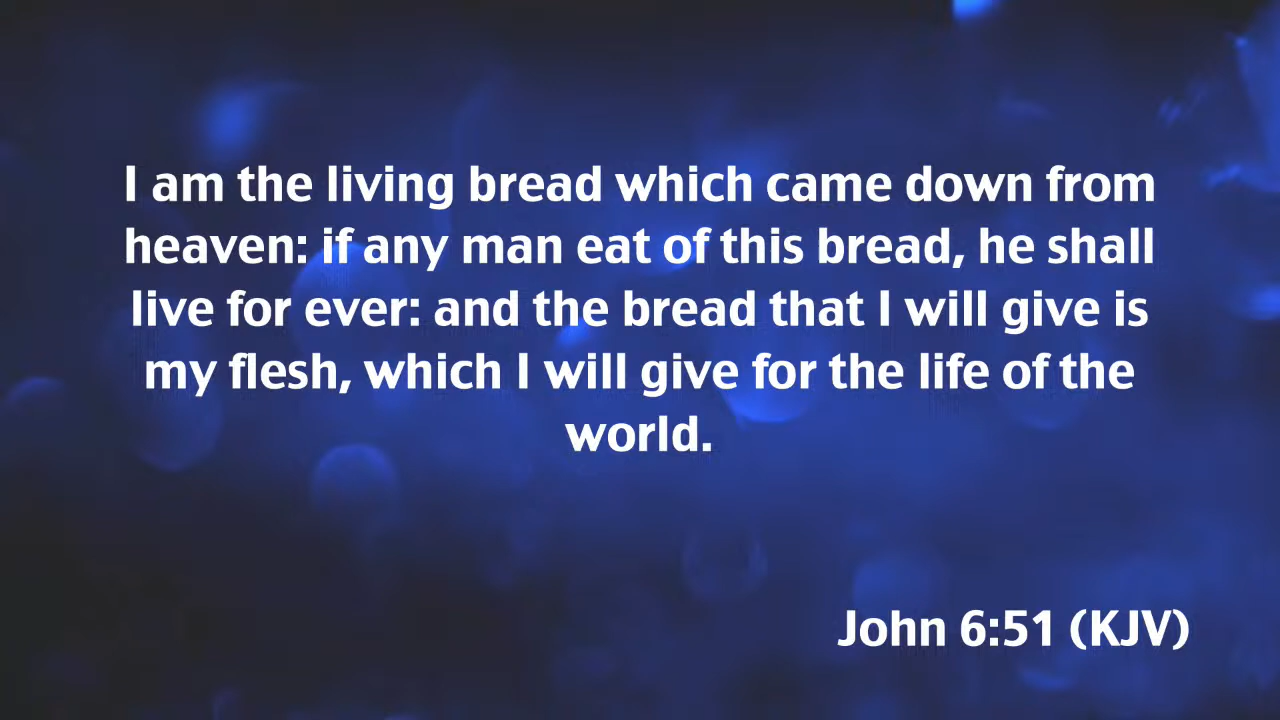 I am the living bread which came down from
heaven: if any man eat of this bread, he shall
live for ever: and the bread that I will give is
my flesh, which I will give for the life of the
world.
John 6:51 (KJV)